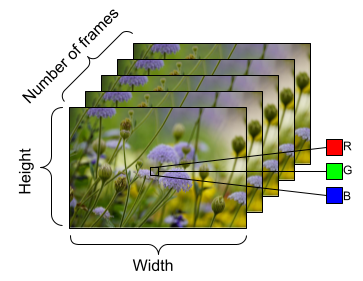 Number of frames
Height
R
G
B
Width